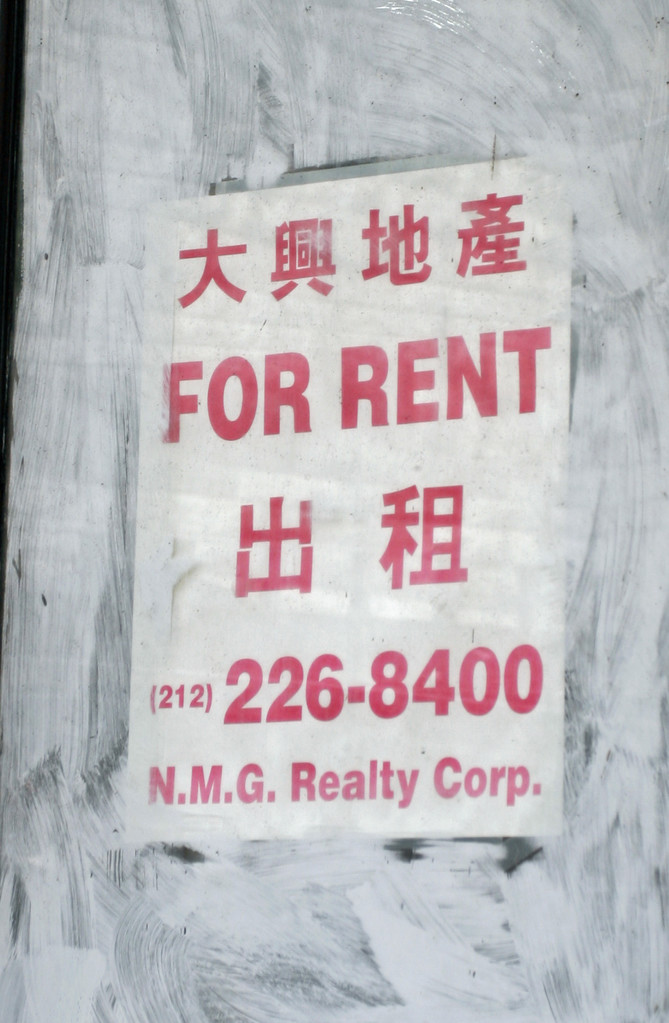 大興地產
FOR RENT
出租
(212) 226-8400
N.M.G. Realty Corp.